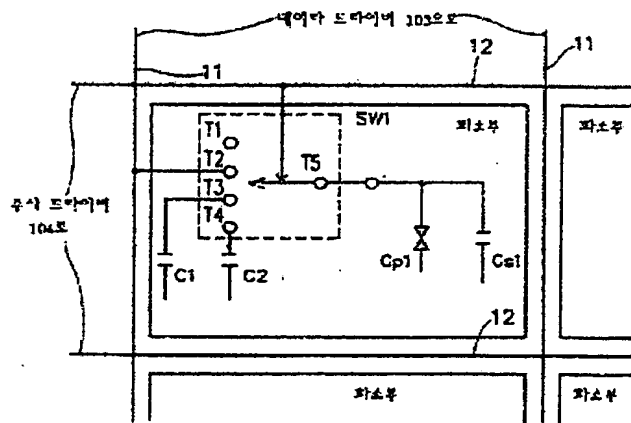 데이타 드라이버 103으로
11
12
11
SW1
화소부
화소부
T1
T2
T5
T3
T4
주사 드라이버
104로
C1
C2
Cp1
Cs1
12
화소부
화소부